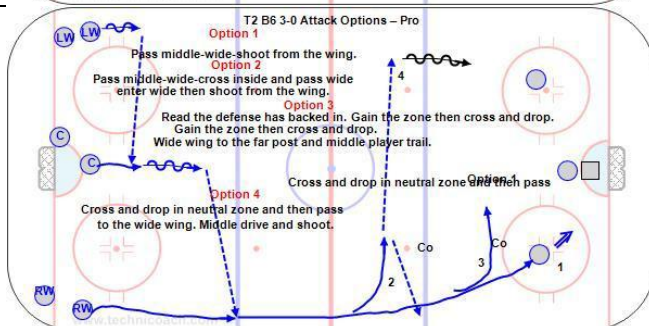 T2 B6 3-0 Attack Options – Pro
LW
LW
Option 1
Pass middle-wide-shoot from the wing.
Option 2
Pass middle-wide-cross inside and pass wide
enter wide then shoot from the wing.
4
Option 3
Read the defense has backed in. Gain the zone then cross and drop.
Gain the zone then cross and drop.
Wide wing to the far post and middle player trail.
C
C
Cross and drop in neutral zone and then pass
Option 1
Option 4
Cross and drop in neutral zone and then pass
to the wide wing. Middle drive and shoot.
Co
Co
3
1
2
RW
RW
www.technicoach.com